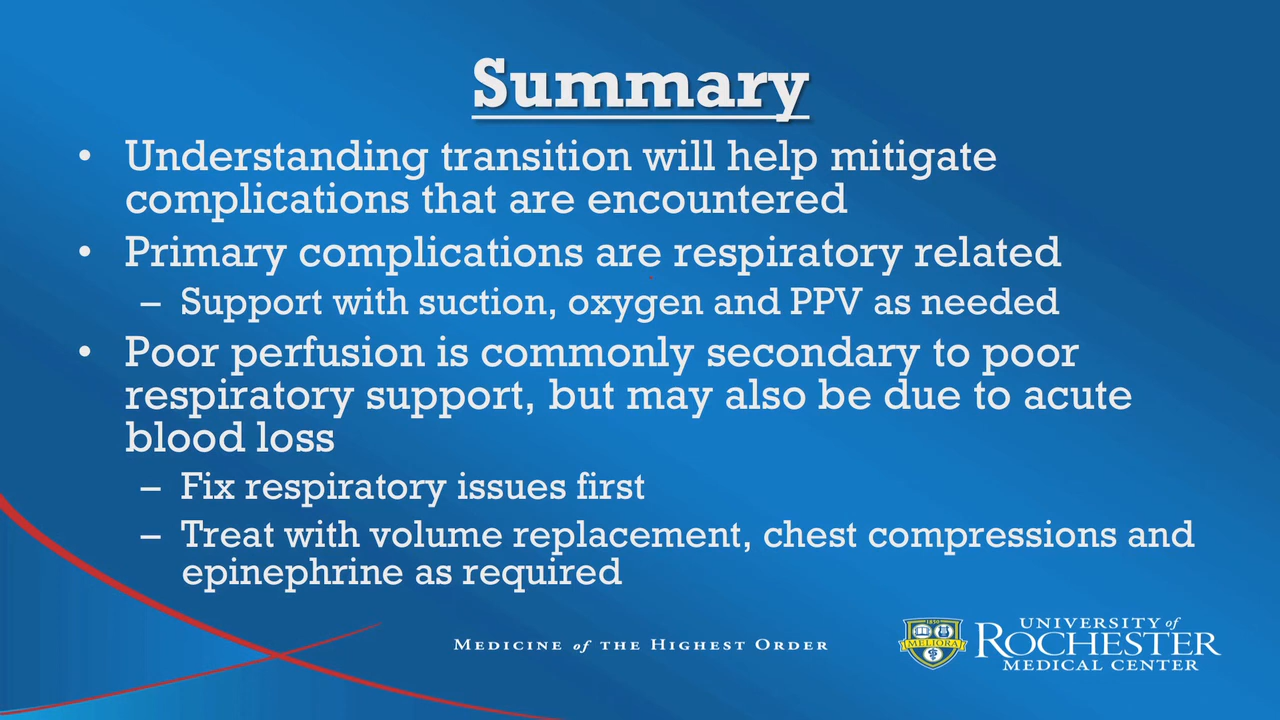 Summary
• Understanding transition will help mitigate
complications that are encountered
• Primary complications are respiratory related
– Support with suction, oxygen and PPV as needed
• Poor perfusion is commonly secondary to poor
respiratory support, but may also be due to acute
blood loss
– Fix respiratory issues first
– Treat with volume replacement, chest compressions and
epinephrine as required
MEDICINE of THE HIGHEST ORDER
1850
MELIORA
UNIVERSITY of
ROCHESTER
MEDICAL CENTER